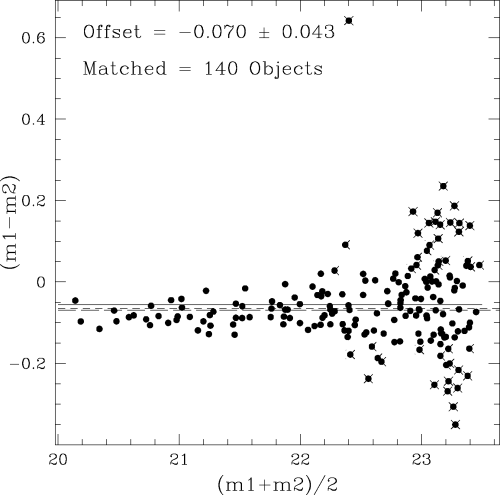 Offset = −0.070 ± 0.043
Matched = 140 Objects
0.6
0.4
0.2
0
−0.2
(m1−m2)
20 21 22 23
(m1+m2)/2